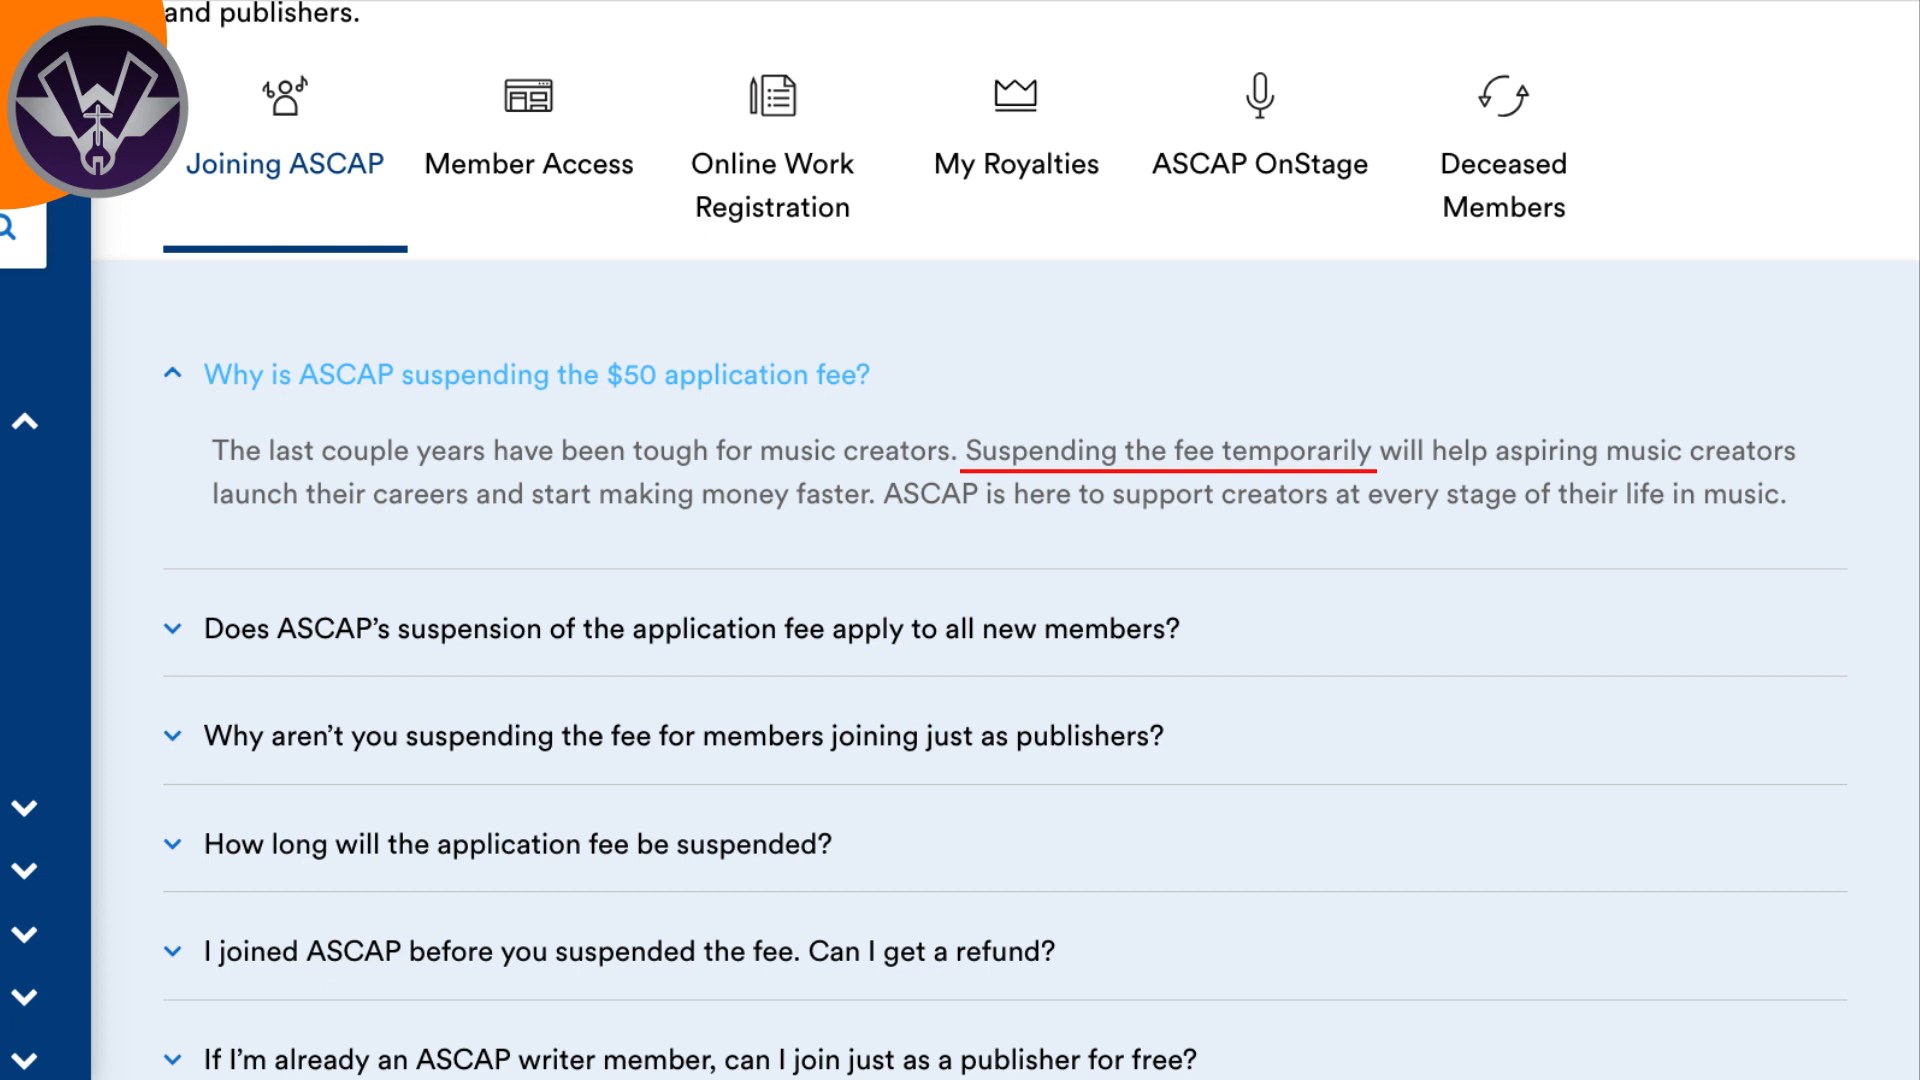 and publishers.
Joining ASCAP
Member Access
Online Work
Registration
My Royalties
ASCAP OnStage
Deceased
Members
Why is ASCAP suspending the $50 application fee?
The last couple years have been tough for music creators. Suspending the fee temporarily will help aspiring music creators
launch their careers and start making money faster. ASCAP is here to support creators at every stage of their life in music.
Does ASCAP’s suspension of the application fee apply to all new members?
Why aren’t you suspending the fee for members joining just as publishers?
How long will the application fee be suspended?
I joined ASCAP before you suspended the fee. Can I get a refund?
If I’m already an ASCAP writer member, can I join just as a publisher for free?